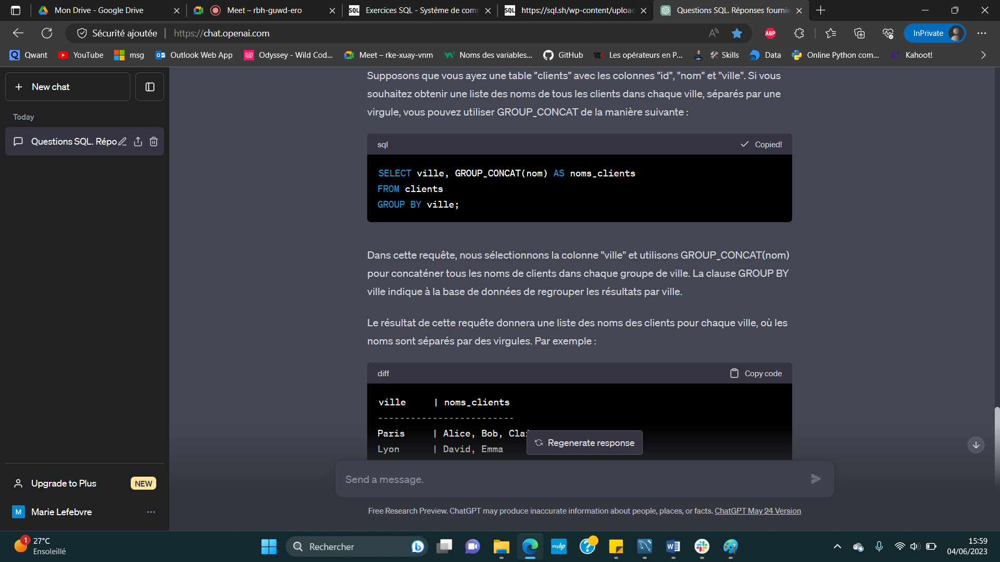 Mon Drive - Google Drive
Meet – rbh-guwd-ero
SQL Exercices SQL - Système de com
SQL https://sql.sh/wp-content/uploa
Questions SQL. Réponses fournie
Sécurité ajoutée
https://chat.openai.com
ABP
InPrivate
Qwant
YouTube
msg
Outlook Web App
Odyssey - Wild Cod...
Meet – rke-xuay-vnm
Noms des variables...
GitHub
Les opérateurs en P...
Skills
Data
Online Python com...
K!
Kahoot!
New chat
Today
Questions SQL. Répo
Supposons que vous ayez une table "clients" avec les colonnes "id", "nom" et "ville". Si vous
souhaitez obtenir une liste des noms de tous les clients dans chaque ville, séparés par une
virgule, vous pouvez utiliser GROUP_CONCAT de la manière suivante :
sql
Copied!
SELECT ville, GROUP_CONCAT(nom) AS noms_clients
FROM clients
GROUP BY ville;
Dans cette requête, nous sélectionnons la colonne "ville" et utilisons GROUP_CONCAT(nom)
pour concaténer tous les noms de clients dans chaque groupe de ville. La clause GROUP BY
ville indique à la base de données de regrouper les résultats par ville.
Le résultat de cette requête donnera une liste des noms des clients pour chaque ville, où les
noms sont séparés par des virgules. Par exemple :
diff
Copy code
ville | noms_clients
-------------------------
Paris | Alice, Bob, Clai
Lyon | David, Emma
Regenerate response
Send a message.
Free Research Preview. ChatGPT may produce inaccurate information about people, places, or facts. ChatGPT May 24 Version
Upgrade to Plus
NEW
M
Marie Lefebvre
1
27°C
Ensoleillé
Rechercher
myhp
W
15:59
04/06/2023